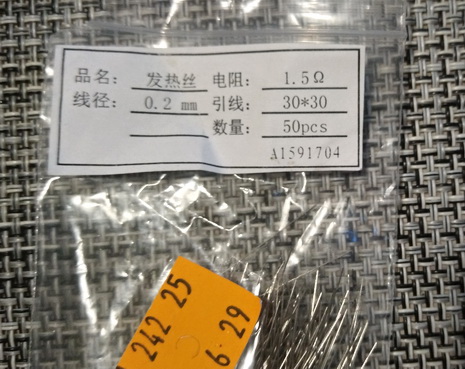 品名： 发热丝 电阻： 1.5Ω
线径： 0.2 mm 引线： 30*30
数量： 50pcs
A1591704
242 25
6 29